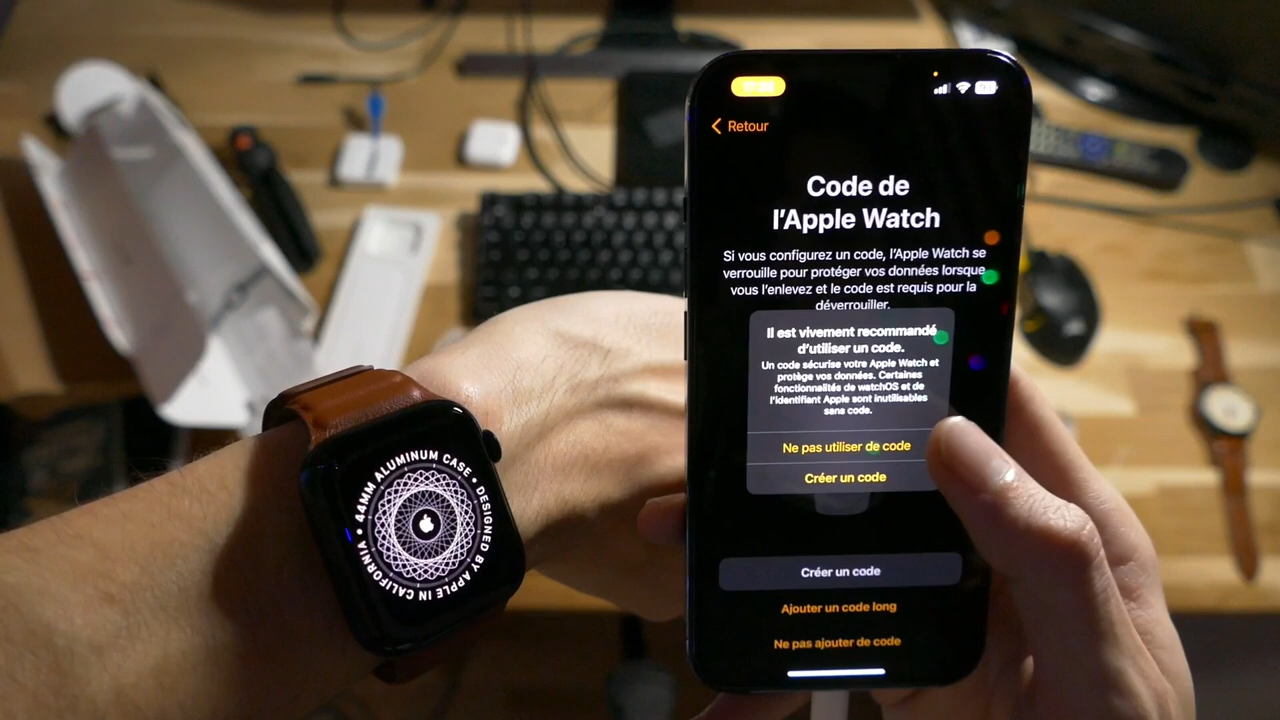 44MM ALUMINUM CASE • DESIGNED BY APPLE IN CALIFORNIA •
Retour
Code de
l’Apple Watch
Si vous configurez un code, l’Apple Watch se
verrouille pour protéger vos données lorsque
vous l’enlevez et le code est requis pour la
déverrouiller.
Il est vivement recommandé
d’utiliser un code.
Un code sécurise votre Apple Watch et
protège vos données. Certaines
fonctionnalités de watchOS et de
l’identifiant Apple sont inutilisables
sans code.
Ne pas utiliser de code
Créer un code
Créer un code
Ajouter un code long
Ne pas ajouter de code